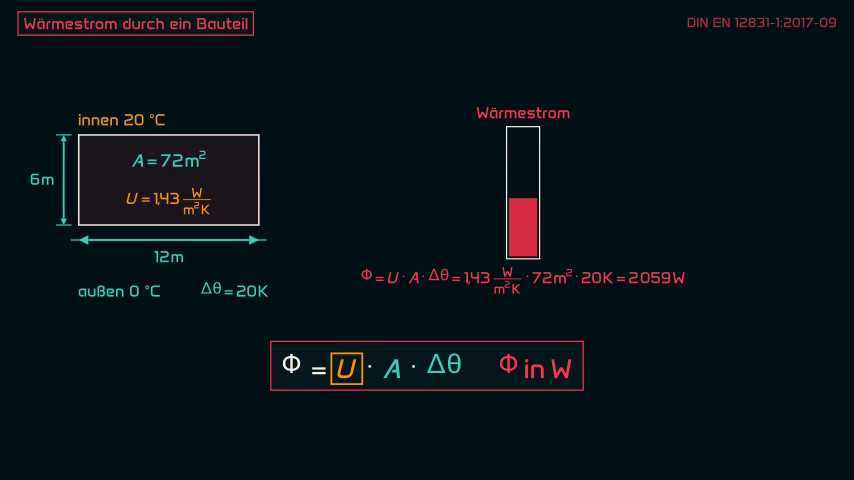 Wärmestrom durch ein Bauteil
DIN EN 12831-1:2017-09
innen 20 °C
A = 72m²
6m
U = 1,43 W/m²K
12m
außen 0 °C
Δθ = 20K
Wärmestrom
Φ = U · A · Δθ = 1,43 W/m²K · 72m² · 20K = 2059W
Φ = U · A · Δθ Φ in W